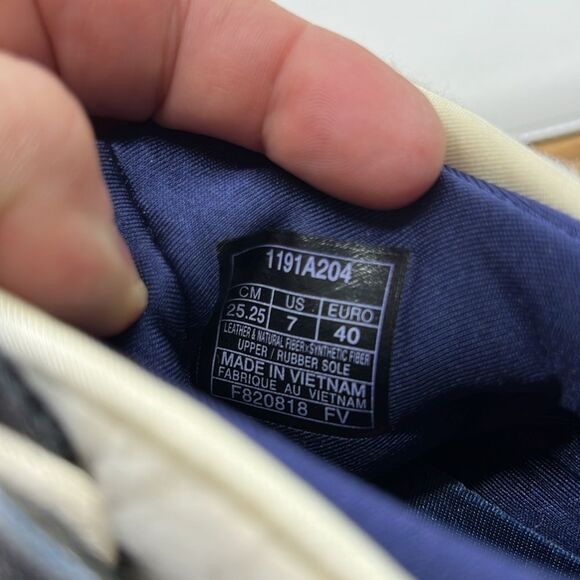 1191A204
CM US EURO
25.25 7 40
LEATHER & NATURAL FIBER×SYNTHETIC FIBER
UPPER / RUBBER SOLE
MADE IN VIETNAM
FABRIQUE AU VIETNAM
F820818 FV